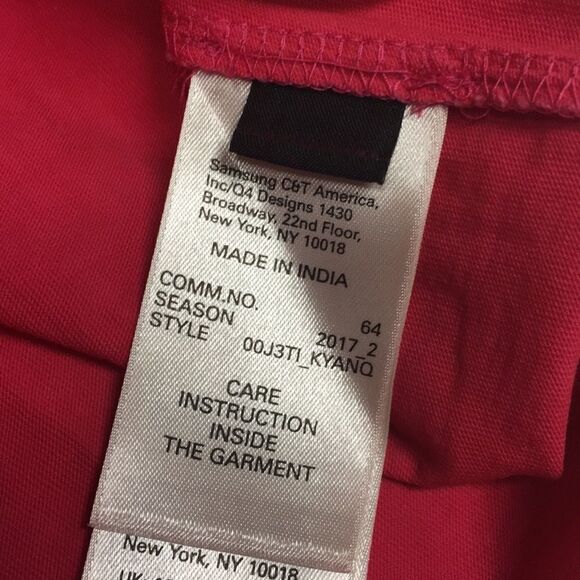 Samsung C&T America,
Inc/Q4 Designs 1430
Broadway, 22nd Floor,
New York, NY 10018
MADE IN INDIA
COMM.NO. 64
SEASON 2017_2
STYLE 00J3TI_KYANQ
CARE
INSTRUCTION
INSIDE
THE GARMENT
New York, NY 10018